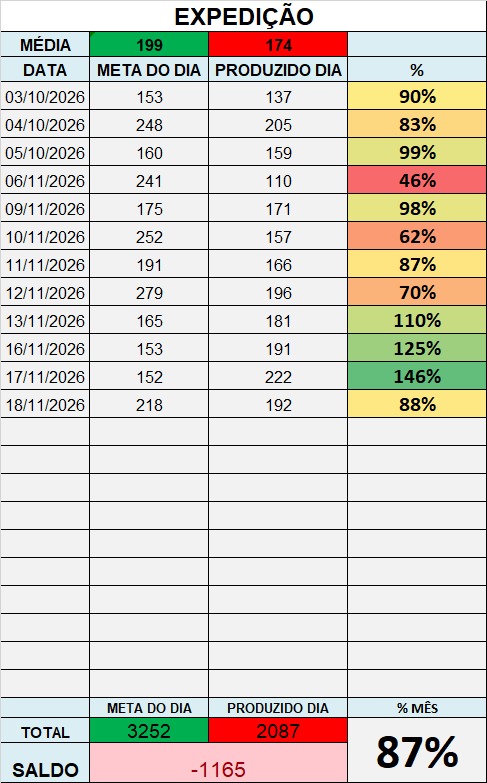 EXPEDIÇÃO
MÉDIA 199 174
DATA META DO DIA PRODUZIDO DIA %
03/10/2026 153 137 90%
04/10/2026 248 205 83%
05/10/2026 160 159 99%
06/11/2026 241 110 46%
09/11/2026 175 171 98%
10/11/2026 252 157 62%
11/11/2026 191 166 87%
12/11/2026 279 196 70%
13/11/2026 165 181 110%
16/11/2026 153 191 125%
17/11/2026 152 222 146%
18/11/2026 218 192 88%
META DO DIA PRODUZIDO DIA % MÊS
TOTAL 3252 2087 87%
SALDO -1165